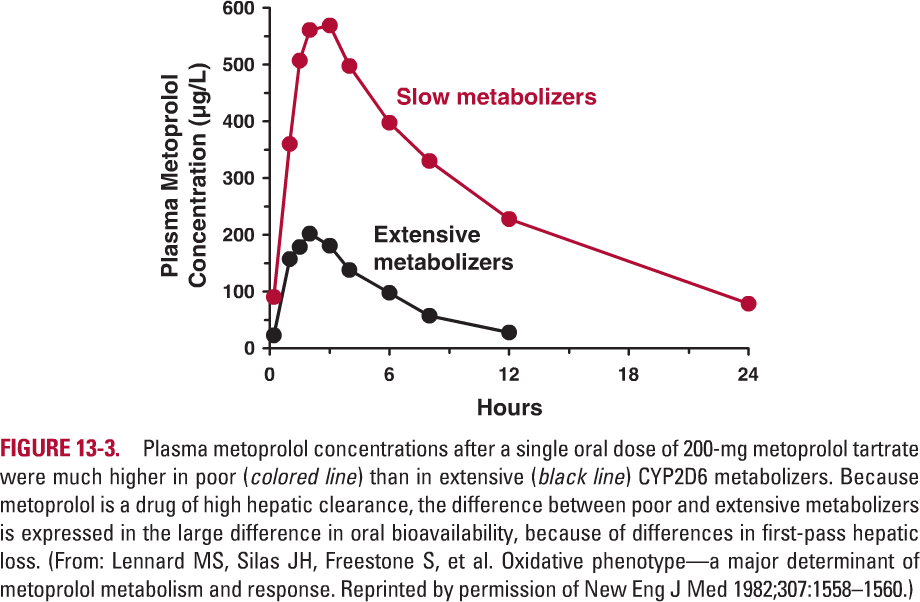 600
500
400
300
200
100
0
Plasma Metoprolol
Concentration (µg/L)
Slow metabolizers
Extensive
metabolizers
0 6 12 18 24
Hours
FIGURE 13-3. Plasma metoprolol concentrations after a single oral dose of 200-mg metoprolol tartrate
were much higher in poor (colored line) than in extensive (black line) CYP2D6 metabolizers. Because
metoprolol is a drug of high hepatic clearance, the difference between poor and extensive metabolizers
is expressed in the large difference in oral bioavailability, because of differences in first-pass hepatic
loss. (From: Lennard MS, Silas JH, Freestone S, et al. Oxidative phenotype—a major determinant of
metoprolol metabolism and response. Reprinted by permission of New Eng J Med 1982;307:1558–1560.)